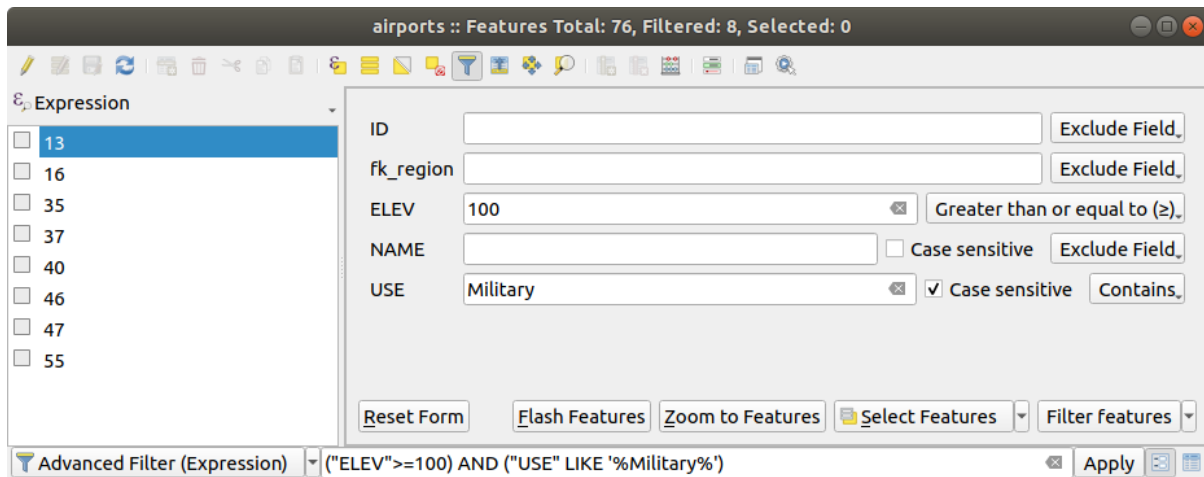 airports :: Features Total: 76, Filtered: 8, Selected: 0
Expression
13
16
35
37
40
46
47
55
ID Exclude Field
fk_region Exclude Field
ELEV 100 Greater than or equal to (≥)
NAME Case sensitive Exclude Field
USE Military Case sensitive Contains
Reset Form Flash Features Zoom to Features Select Features Filter features
Advanced Filter (Expression) ("ELEV">=100) AND ("USE" LIKE '%Military%') Apply